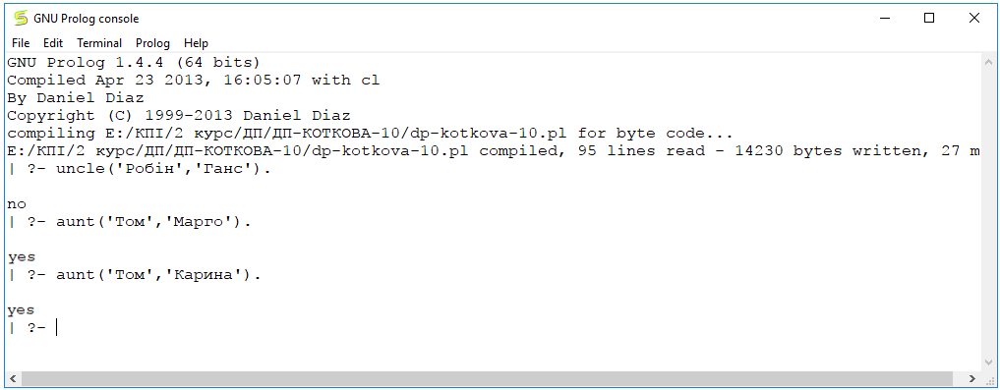 GNU Prolog console
File Edit Terminal Prolog Help
GNU Prolog 1.4.4 (64 bits)
Compiled Apr 23 2013, 16:05:07 with cl
By Daniel Diaz
Copyright (C) 1999-2013 Daniel Diaz
compiling E:/КПІ/2 курс/ДП/ДП-КОТКОВА-10/dp-kotkova-10.pl for byte code...
E:/КПІ/2 курс/ДП/ДП-КОТКОВА-10/dp-kotkova-10.pl compiled, 95 lines read - 14230 bytes written, 27 m
| ?- uncle('Робін','Ганс').
no
| ?- aunt('Том','Марго').
yes
| ?- aunt('Том','Карина').
yes
| ?-